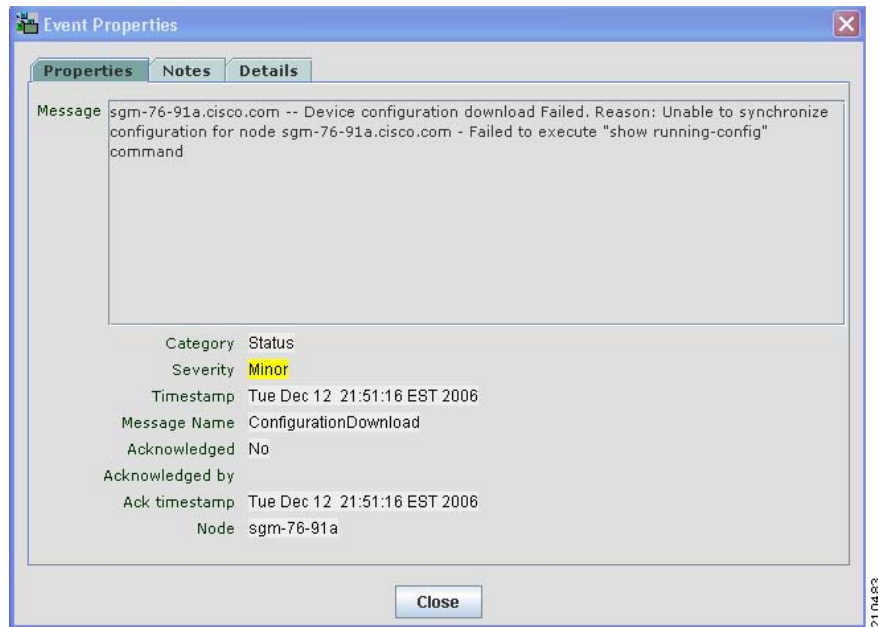 Event Properties
Properties Notes Details
Message sgm-76-91a.cisco.com -- Device configuration download Failed. Reason: Unable to synchronize
configuration for node sgm-76-91a.cisco.com - Failed to execute "show running-config"
command
Category Status
Severity Minor
Timestamp Tue Dec 12 21:51:16 EST 2006
Message Name ConfigurationDownload
Acknowledged No
Acknowledged by
Ack timestamp Tue Dec 12 21:51:16 EST 2006
Node sgm-76-91a
Close
210483